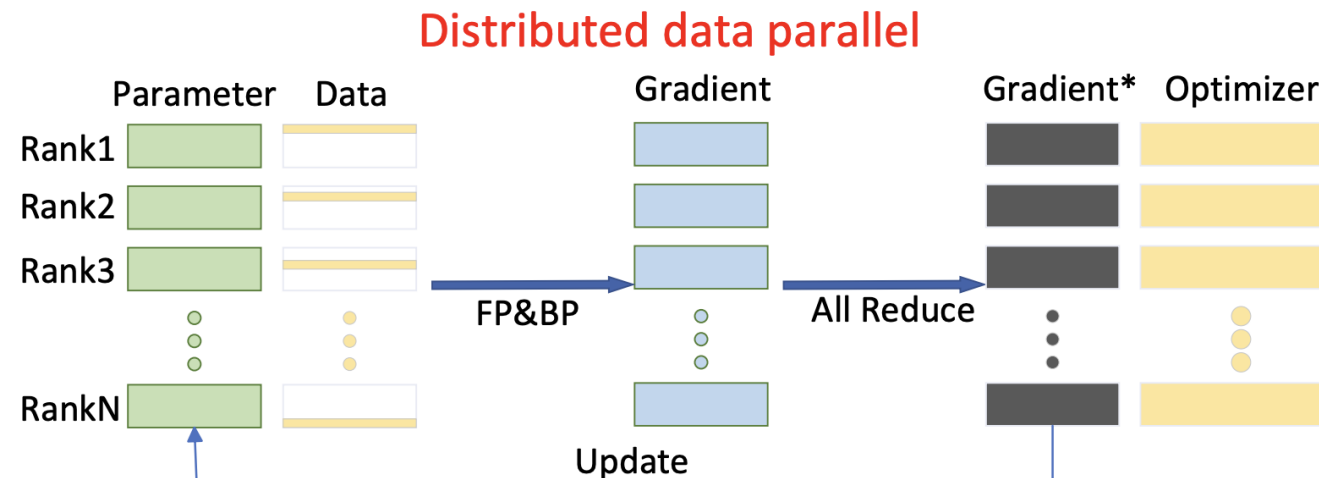 Distributed data parallel
Parameter Data Gradient Gradient* Optimizer
Rank1
Rank2
Rank3
FP&BP All Reduce
RankN
Update